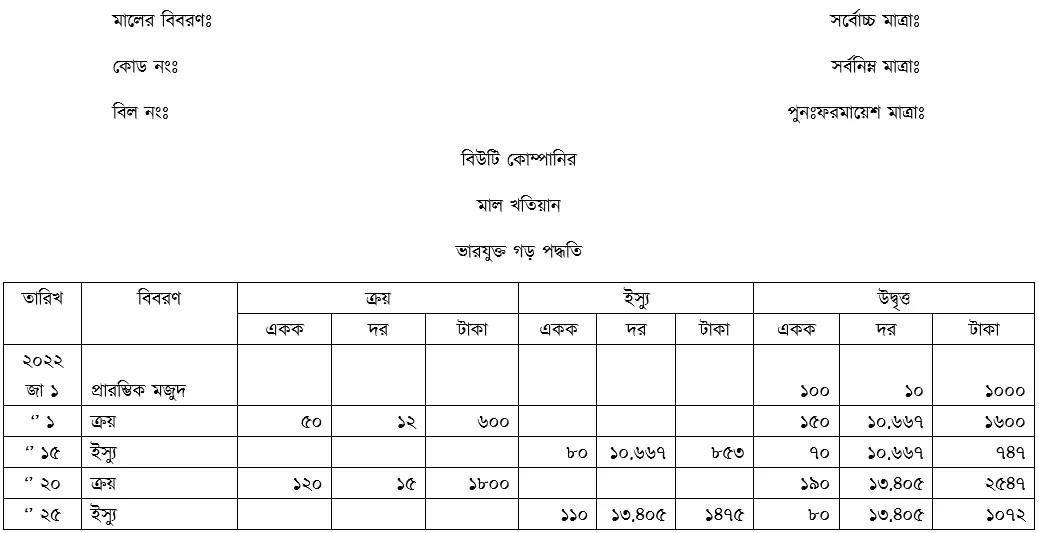 মালের বিবরণঃ সর্বোচ্চ মাত্রাঃ
কোড নংঃ সর্বনিম্ন মাত্রাঃ
বিল নংঃ পুনঃফরমায়েশ মাত্রাঃ
বিউটি কোম্পানির
মাল খতিয়ান
ভারযুক্ত গড় পদ্ধতি
তারিখ বিবরণ ক্রয় ইস্যু উদ্বৃত্ত
একক দর টাকা একক দর টাকা একক দর টাকা
২০২২
জা ১ প্রারম্ভিক মজুদ ১০০ ১০ ১০০০
“ ১ ক্রয় ৫০ ১২ ৬০০ ১৫০ ১০.৬৬৭ ১৬০০
“ ১৫ ইস্যু ৮০ ১০.৬৬৭ ৮৫৩ ৭০ ১০.৬৬৭ ৭৪৭
“ ২০ ক্রয় ১২০ ১৫ ১৮০০ ১৯০ ১৩.৪০৫ ২৫৪৭
“ ২৫ ইস্যু ১১০ ১৩.৪০৫ ১৪৭৫ ৮০ ১৩.৪০৫ ১০৭২